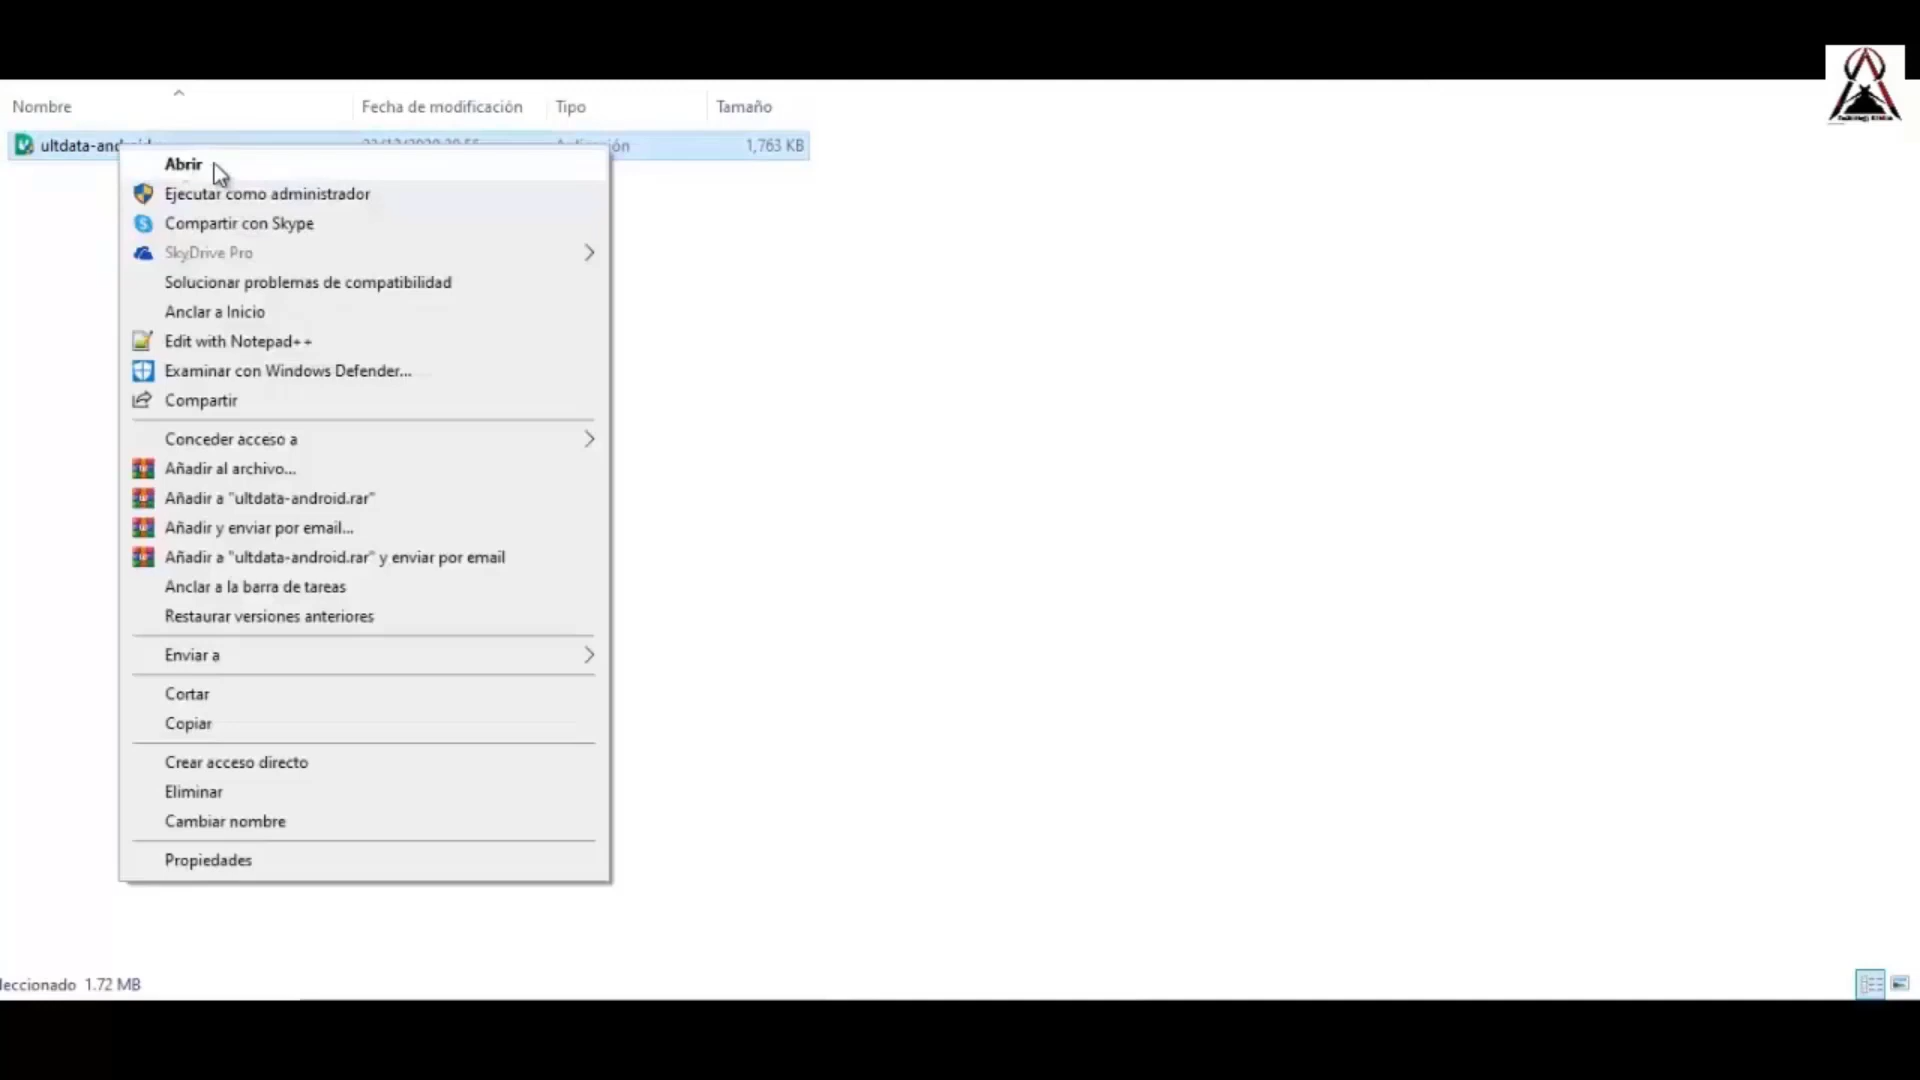 Nombre Fecha de modificación Tipo Tamaño
1,763 KB
Abrir
Ejecutar como administrador
Compartir con Skype
SkyDrive Pro
Solucionar problemas de compatibilidad
Anclar a Inicio
Edit with Notepad++
Examinar con Windows Defender...
Compartir
Conceder acceso a
Añadir al archivo...
Añadir a "ultdata-android.rar"
Añadir y enviar por email...
Añadir a "ultdata-android.rar" y enviar por email
Anclar a la barra de tareas
Restaurar versiones anteriores
Enviar a
Cortar
Copiar
Crear acceso directo
Eliminar
Cambiar nombre
Propiedades
leccionado 1.72 MB